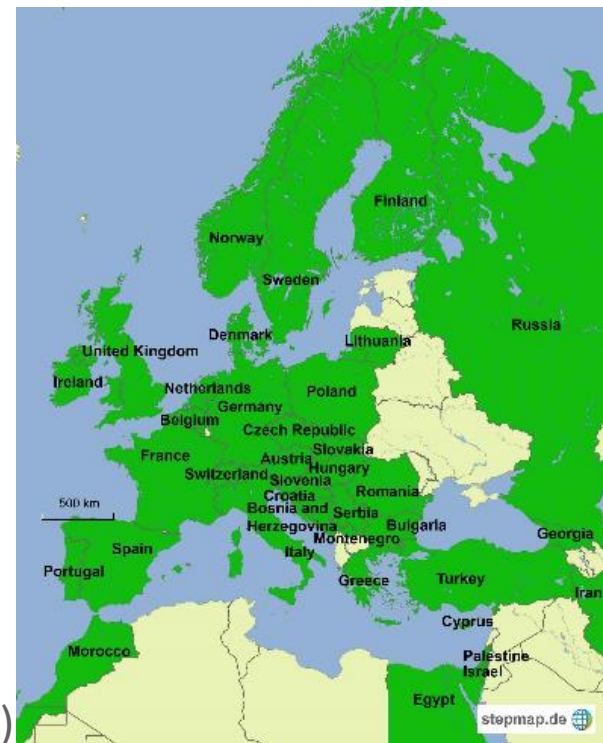 Finland
Norway
Sweden
Russia
Denmark
Lithuania
United Kingdom
Ireland
Netherlands
Poland
Germany
Belgium
Czech Republic
Slovakia
France
Austria
Hungary
Switzerland
Slovenia
Romania
Croatia
500 km
Bosnia and
Herzegovina
Serbia
Bulgaria
Montenegro
Georgia
Spain
Italy
Portugal
Greece
Turkey
Iran
Cyprus
Morocco
Palestine
Israel
Egypt
)
stepmap.de